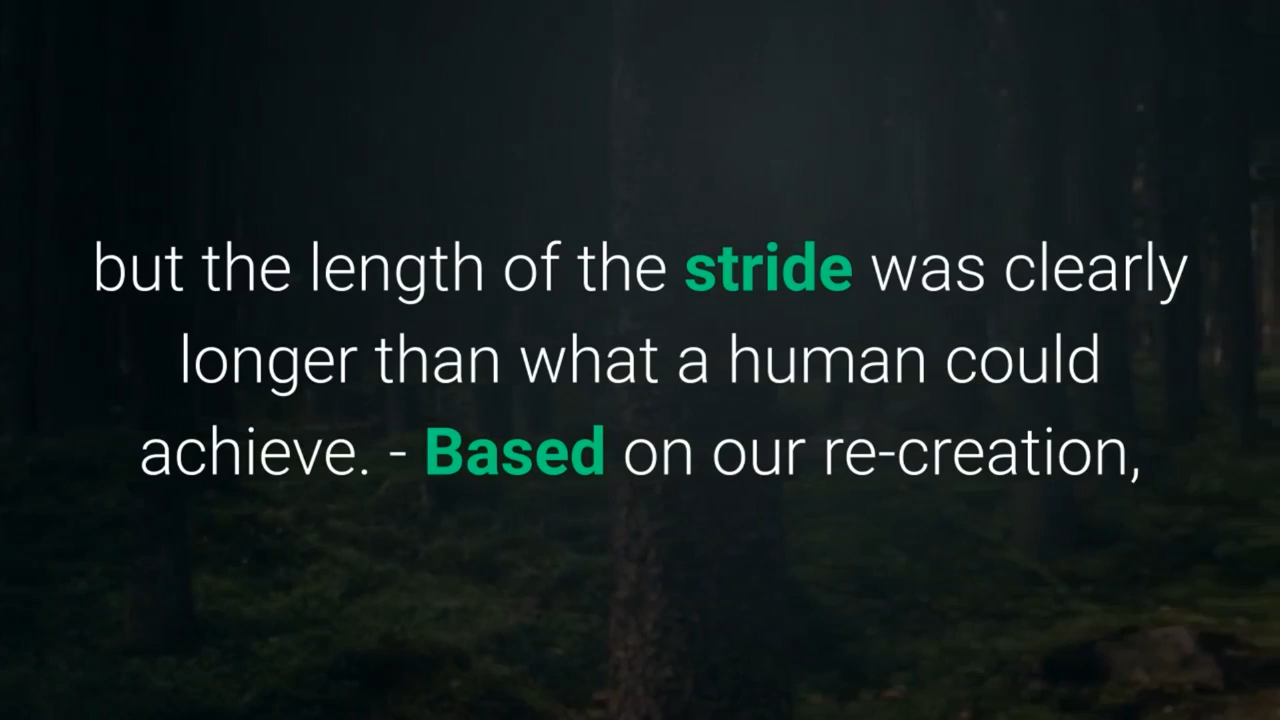 but the length of the stride was clearly
longer than what a human could
achieve. - Based on our re-creation,